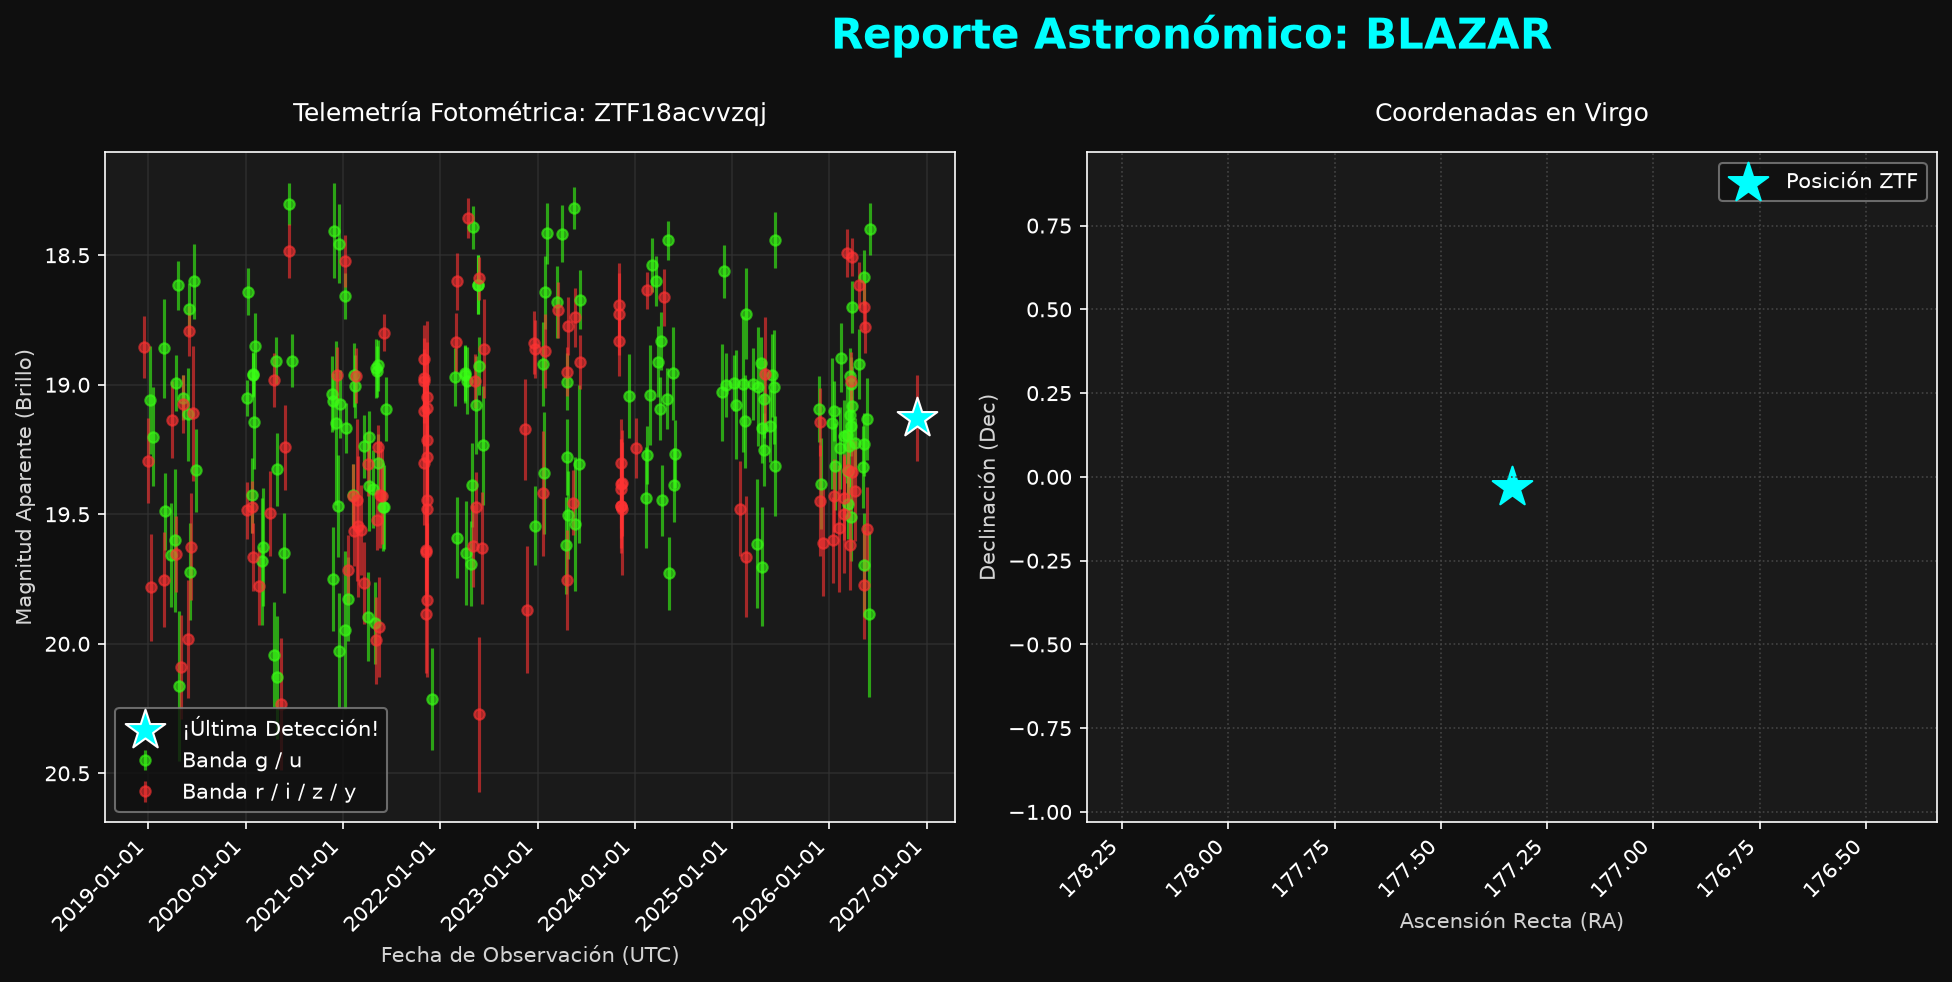 Reporte Astronómico: BLAZAR
Telemetría Fotométrica: ZTF18acvvzqj
Magnitud Aparente (Brillo)
18.5
19.0
19.5
20.0
20.5
¡Última Detección!
Banda g / u
Banda r / i / z / y
2019-01-01
2020-01-01
2021-01-01
2022-01-01
2023-01-01
2024-01-01
2025-01-01
2026-01-01
2027-01-01
Fecha de Observación (UTC)
Coordenadas en Virgo
Posición ZTF
Declinación (Dec)
0.75
0.50
0.25
0.00
−0.25
−0.50
−0.75
−1.00
178.25
178.00
177.75
177.50
177.25
177.00
176.75
176.50
Ascensión Recta (RA)